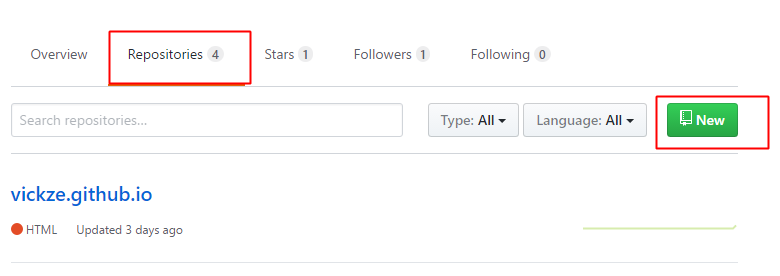 Overview Repositories 4 Stars 1 Followers 1 Following 0
Search repositories... Type: All Language: All New
vickze.github.io
HTML Updated 3 days ago